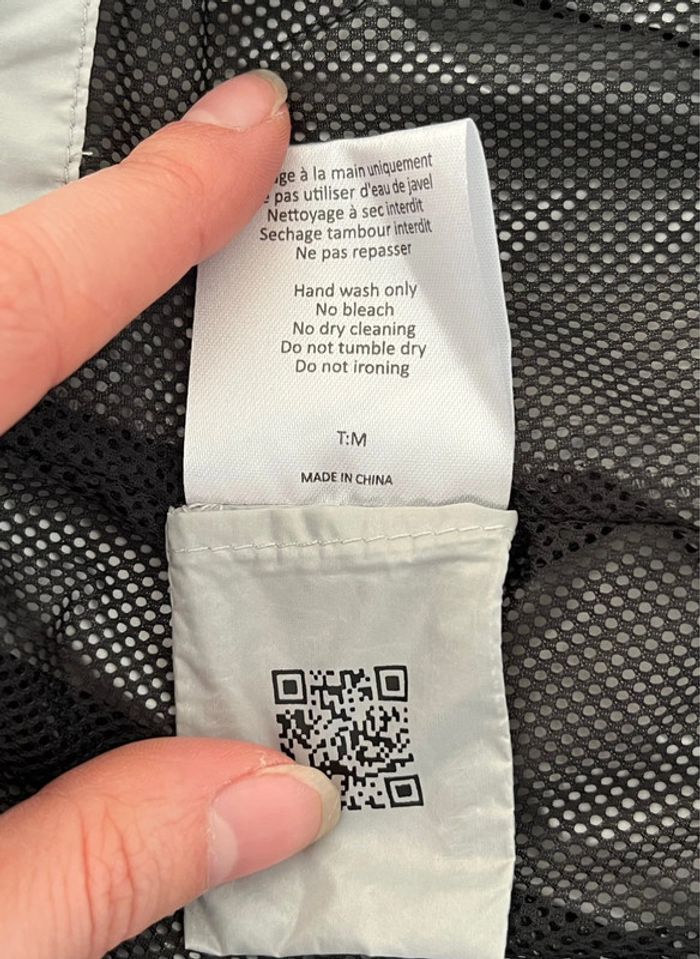 à la main uniquement
pas utiliser d'eau de javel
Nettoyage à sec interdit
Sechage tambour interdit
Ne pas repasser
Hand wash only
No bleach
No dry cleaning
Do not tumble dry
Do not ironing
T:M
MADE IN CHINA